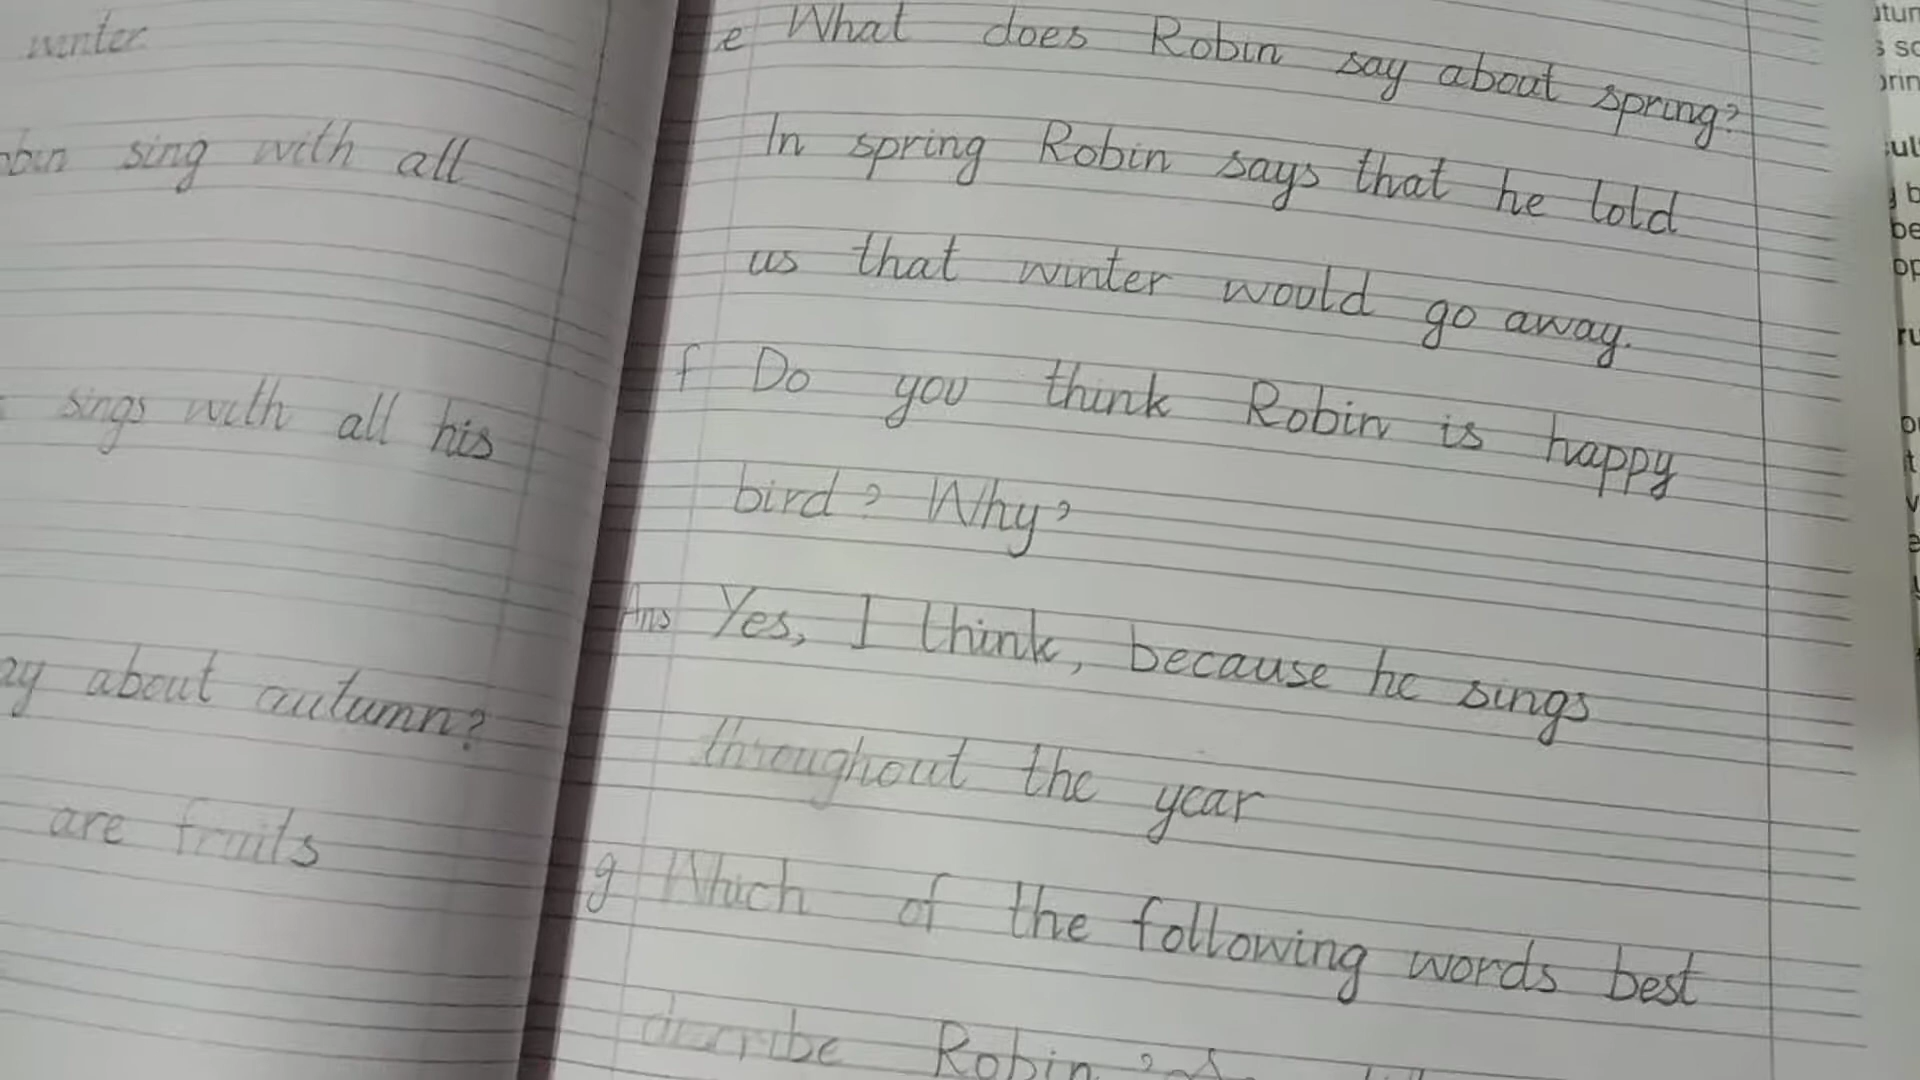 winter
sing with all
sings with all his
about autumn?
are fruits
e What does Robin say about spring?
In spring Robin says that he told
us that winter would go away.
f Do you think Robin is happy
bird? Why?
Ans Yes, I think, because he sings
throughout the year
g Which of the following words best
describe Robin?